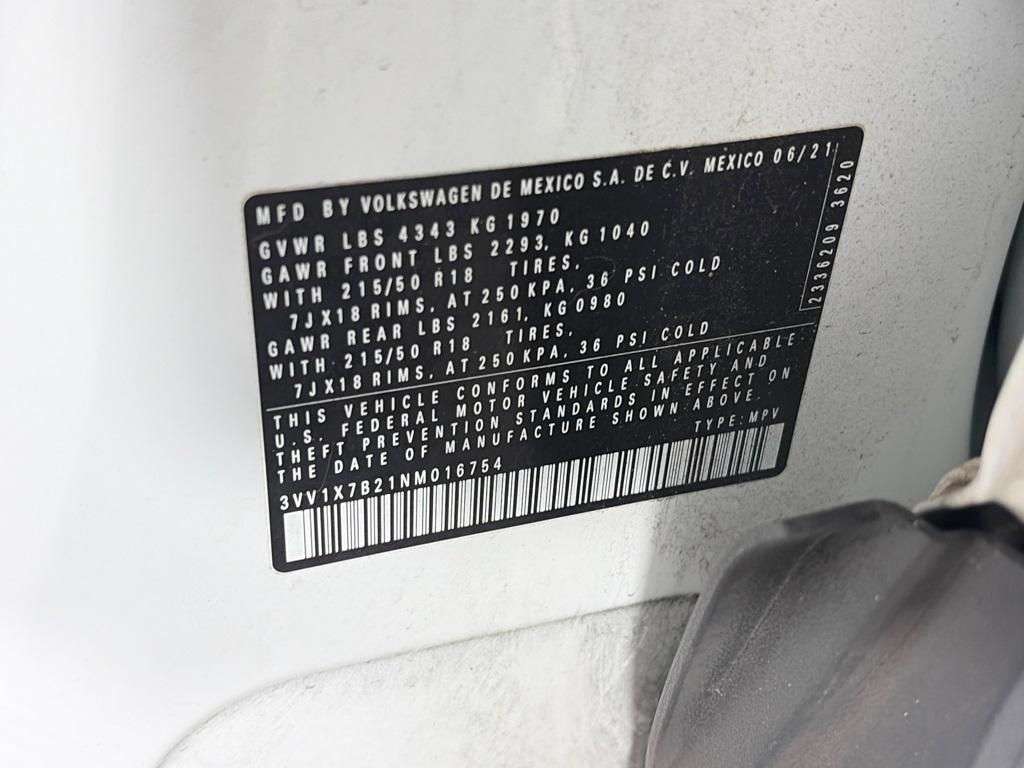 MFD BY VOLKSWAGEN DE MEXICO S.A. DE C.V. MEXICO 06/21
GVWR LBS 4343 KG 1970
GAWR FRONT LBS 2293, KG 1040
WITH 215/50 R18 TIRES,
7JX18 RIMS, AT 250 KPA, 36 PSI COLD
GAWR REAR LBS 2161, KG 0980
WITH 215/50 R18 TIRES,
7JX18 RIMS, AT 250 KPA, 36 PSI COLD
THIS VEHICLE CONFORMS TO ALL APPLICABLE
U.S. FEDERAL MOTOR VEHICLE SAFETY AND
THEFT PREVENTION STANDARDS IN EFFECT ON
THE DATE OF MANUFACTURE SHOWN ABOVE.
3VV1X7B21NM016754 TYPE: MPV
2336209 3620